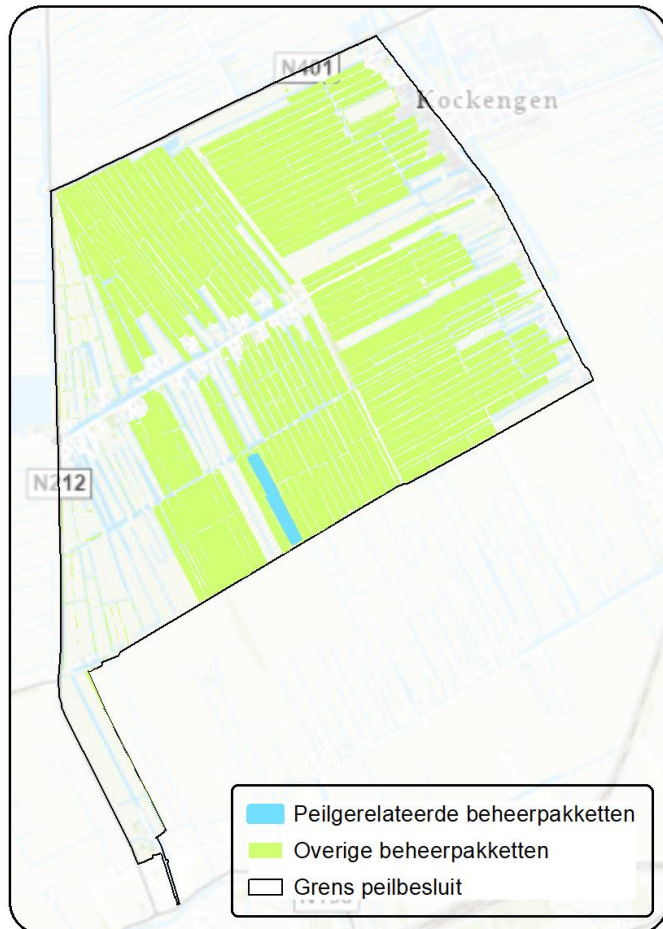 N401
Kockengen
N212
Peilgerelateerde beheerpakketten
Overige beheerpakketten
Grens peilbesluit